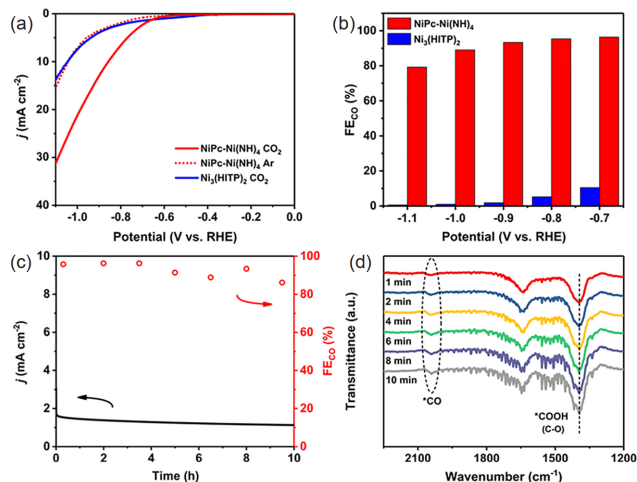 (a)
0
10
20
30
40
j (mA cm-2)
NiPc-Ni(NH)4 CO2
NiPc-Ni(NH)4 Ar
Ni3(HITP)2 CO2
-1.0 -0.8 -0.6 -0.4 -0.2 0.0
Potential (V vs. RHE)
(b)
100
80
60
40
20
0
FECO (%)
NiPc-Ni(NH)4
Ni3(HITP)2
-1.1 -1.0 -0.9 -0.8 -0.7
Potential (V vs. RHE)
(c)
10
8
6
4
2
0
j (mA cm-2)
100
80
60
40
20
0
FECO (%)
0 2 4 6 8 10
Time (h)
(d)
Transmittance (a.u.)
1 min
2 min
4 min
6 min
8 min
10 min
*CO
*COOH
(C-O)
2100 1800 1500 1200
Wavenumber (cm-1)